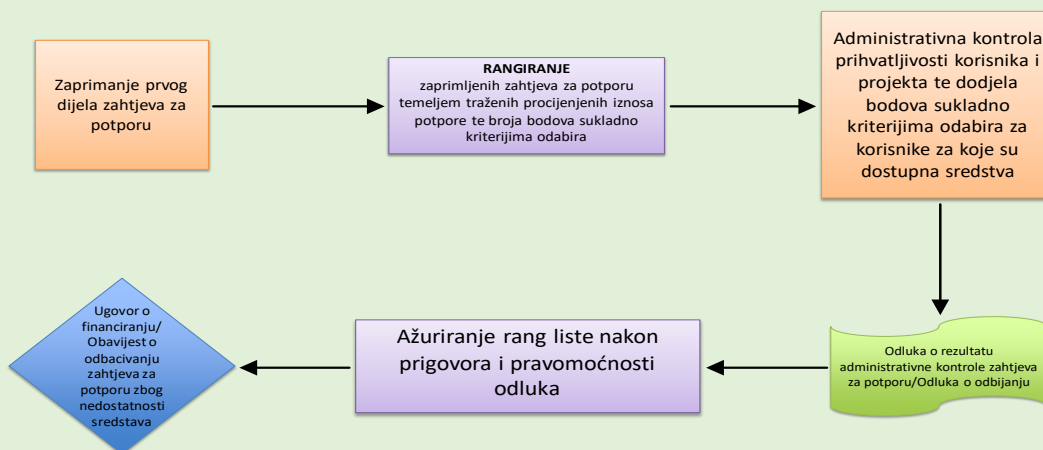 Zaprimanje prvog
dijela zahtjeva za
potporu
RANGIRANJE
zaprimljenih zahtjeva za potporu
temeljem traženih procijenjenih iznosa
potpore te broja bodova sukladno
kriterijima odabira
Administrativna kontrola
prihvatljivosti korisnika i
projekta te dodjela
bodova sukladno
kriterijima odabira za
korisnike za koje su
dostupna sredstva
Odluka o rezultatu
administrativne kontrole zahtjeva
za potporu/Odluka o odbijanju
Ažuriranje rang liste nakon
prigovora i pravomoćnosti
odluka
Ugovor o
financiranju/
Obavijest o
odbacivanju
zahtjeva za
potporu zbog
nedostatnosti
sredstava